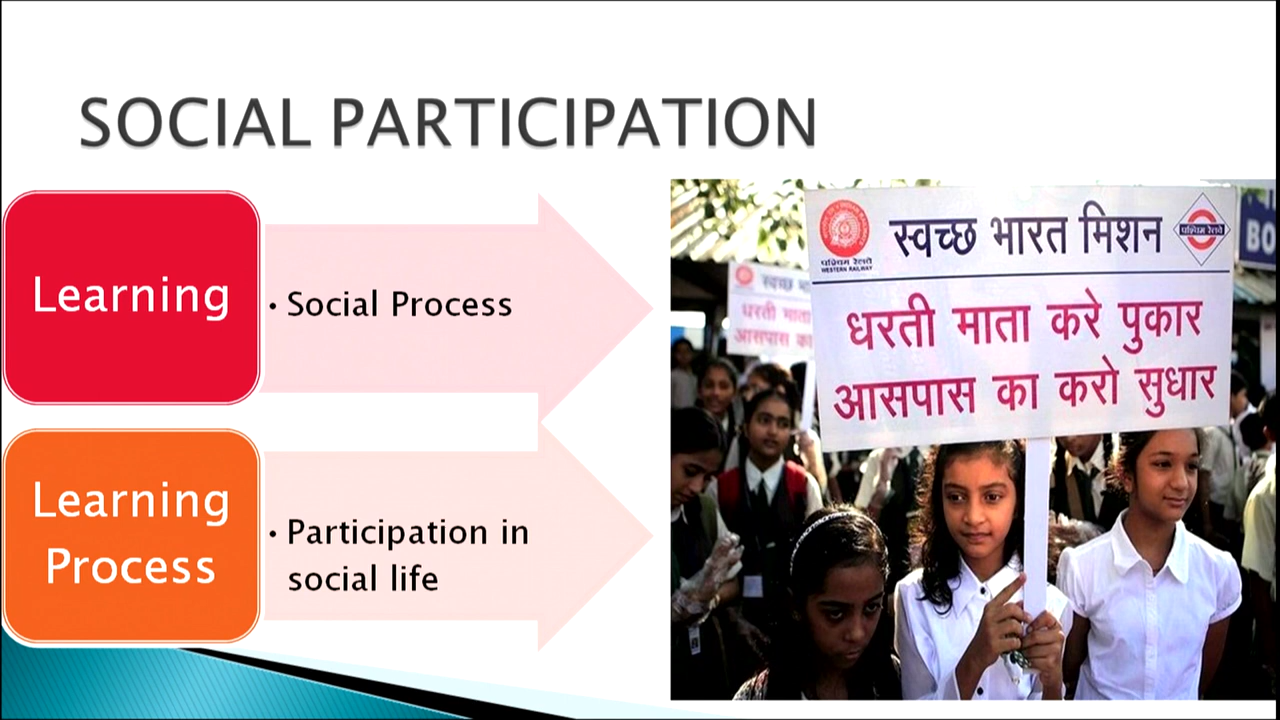 SOCIAL PARTICIPATION
Learning
• Social Process
Learning
Process
• Participation in
social life
स्वच्छ भारत मिशन
पश्चिम रेलवे
WESTERN RAILWAY
पश्चिम रेलवे
धरती माता करे पुकार
आसपास का करो सुधार
स्वच्छ
धरती माता
आसपास का
BO